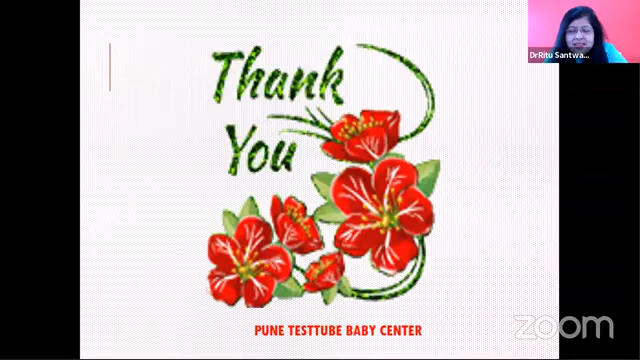 Thank
You
DrRitu Santwa...
PUNE TESTTUBE BABY CENTER
zoom